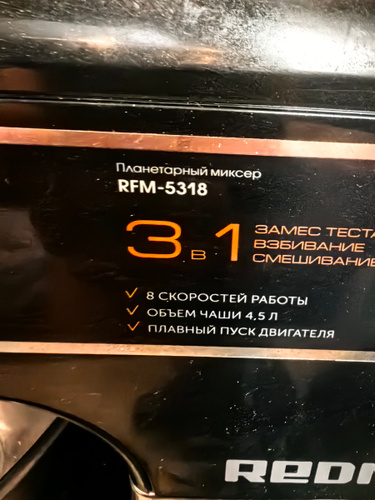 Планетарный миксер
RFM-5318
3 в 1
ЗАМЕС ТЕСТА
ВЗБИВАНИЕ
СМЕШИВАНИЕ
✓ 8 СКОРОСТЕЙ РАБОТЫ
✓ ОБЪЕМ ЧАШИ 4,5 Л
✓ ПЛАВНЫЙ ПУСК ДВИГАТЕЛЯ